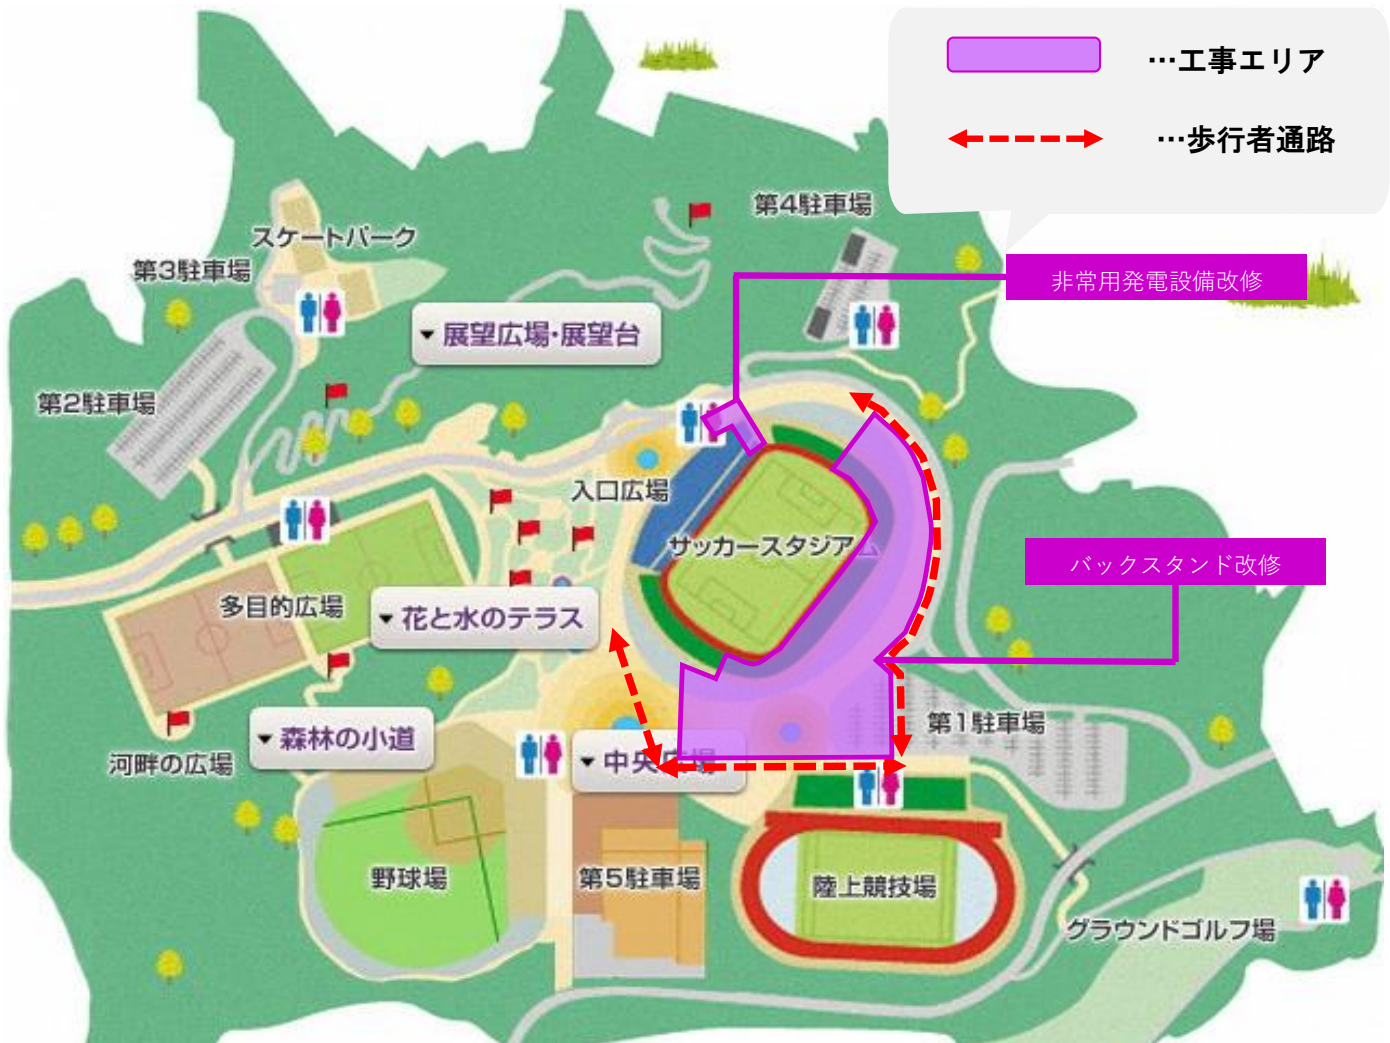 …工事エリア
…歩行者通路
第4駐車場
スケートパーク
第3駐車場
非常用発電設備改修
▼展望広場・展望台
第2駐車場
入口広場
サッカースタジアム
バックスタンド改修
多目的広場
▼花と水のテラス
第1駐車場
▼森林の小道
河畔の広場
▼中央広場
野球場
第5駐車場
陸上競技場
グラウンドゴルフ場